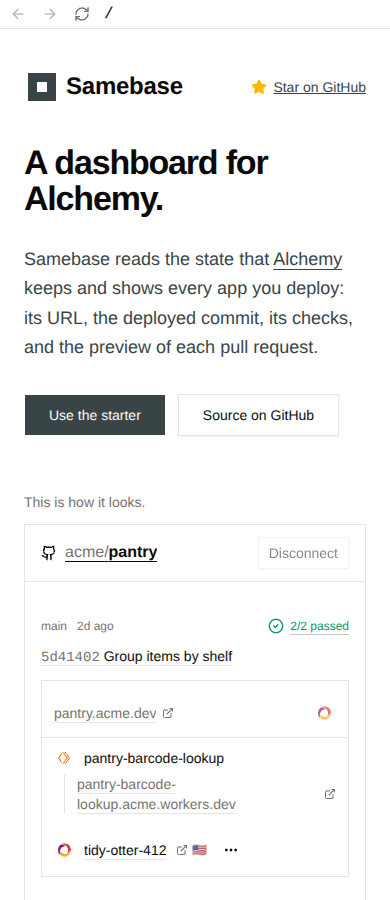 /
Samebase
Star on GitHub
A dashboard for
Alchemy.
Samebase reads the state that Alchemy
keeps and shows every app you deploy:
its URL, the deployed commit, its checks,
and the preview of each pull request.
Use the starter
Source on GitHub
This is how it looks.
acme/pantry
Disconnect
main 2d ago
2/2 passed
5d41402 Group items by shelf
pantry.acme.dev
pantry-barcode-lookup
pantry-barcode-
lookup.acme.workers.dev
tidy-otter-412